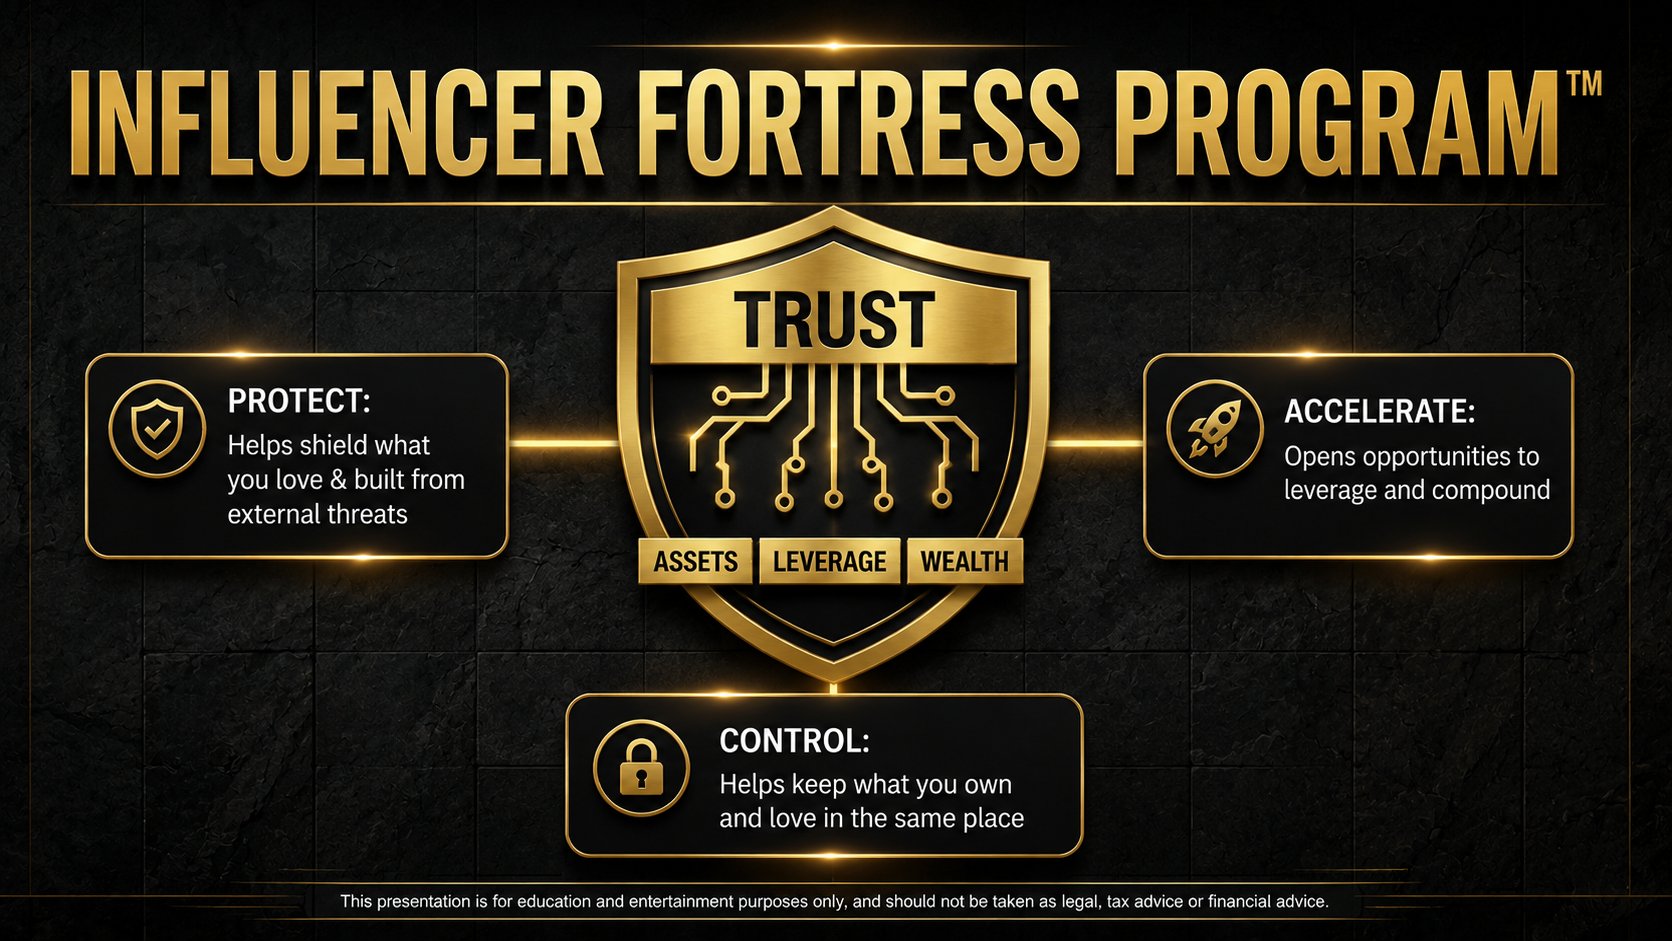 INFLUENCER FORTRESS PROGRAM™
TRUST
PROTECT:
Helps shield what
you love & built from
external threats
ACCELERATE:
Opens opportunities to
leverage and compound
ASSETS
LEVERAGE
WEALTH
CONTROL:
Helps keep what you own
and love in the same place
This presentation is for education and entertainment purposes only, and should not be taken as legal, tax advice or financial advice.